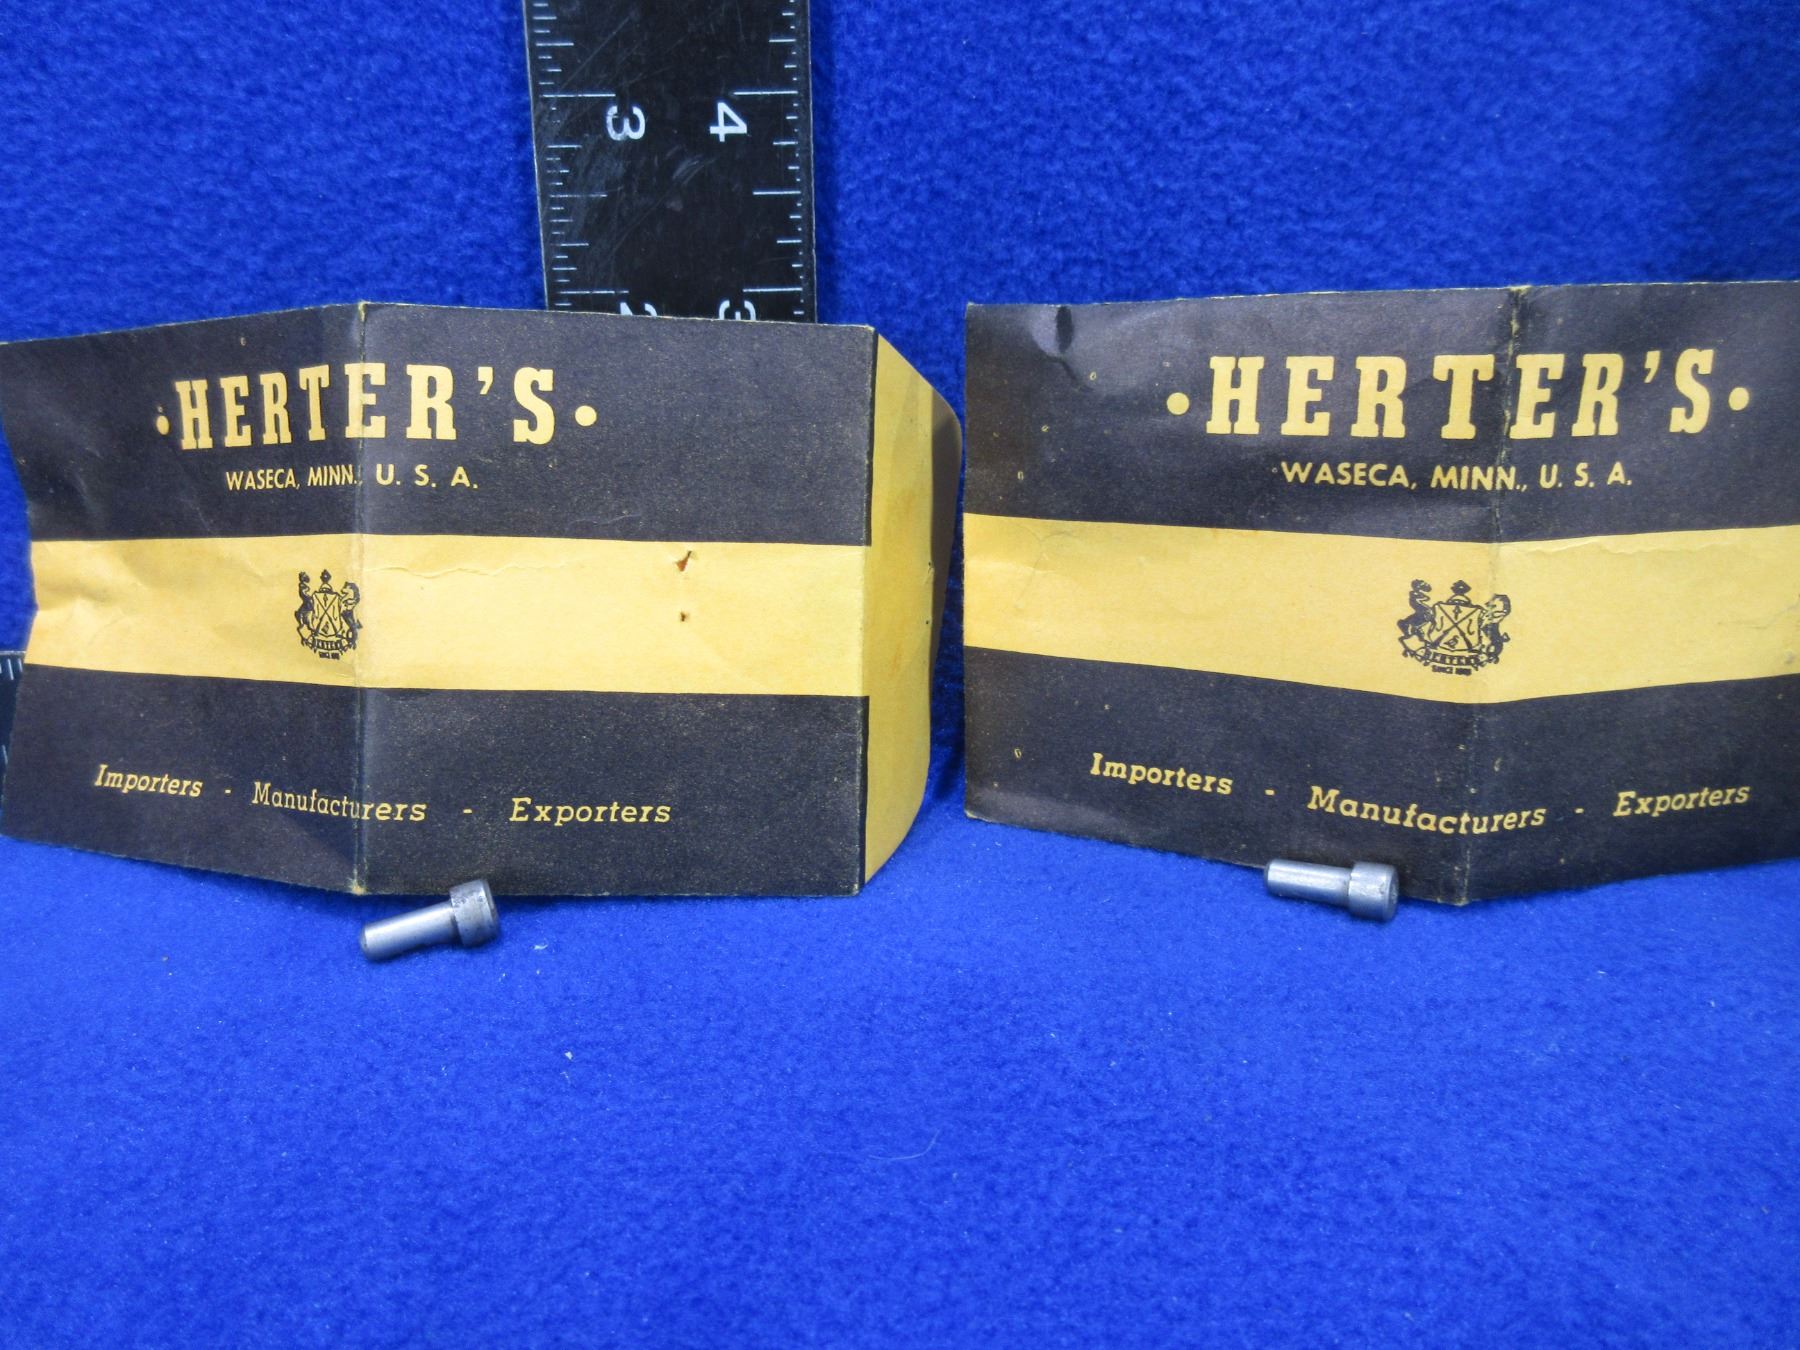 3 4
2 3
•HERTER'S•
WASECA, MINN., U. S. A.
Importers - Manufacturers - Exporters
•HERTER'S•
WASECA, MINN., U. S. A.
Importers - Manufacturers - Exporters